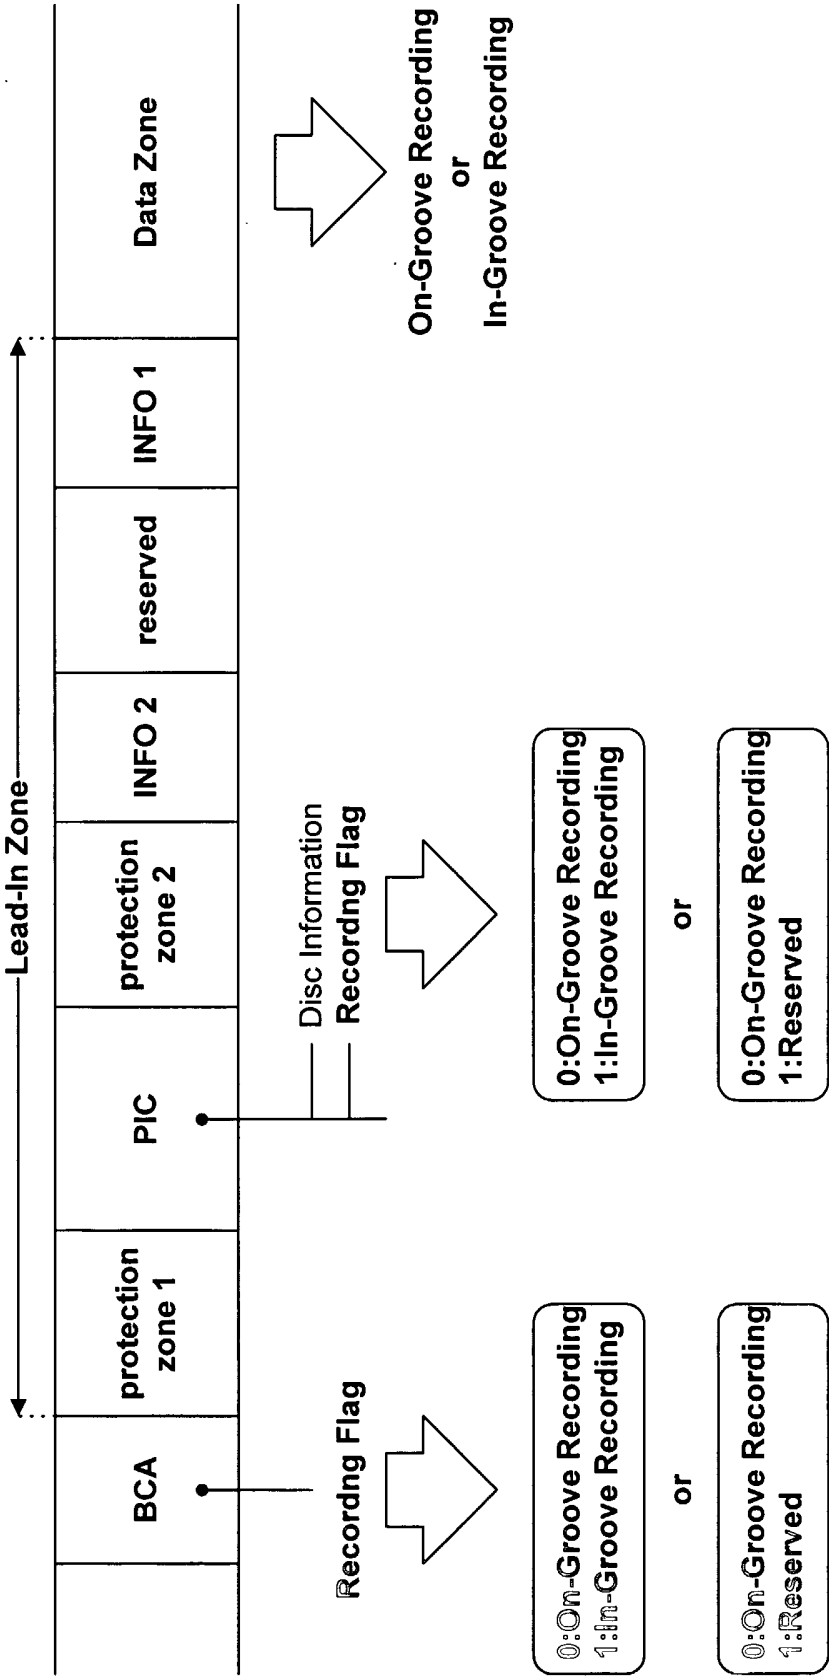 Lead-In Zone
BCA
protection
zone 1
PIC
protection
zone 2
INFO 2
reserved
INFO 1
Data Zone
Recordng Flag
0:On-Groove Recording
1:In-Groove Recording
or
0:On-Groove Recording
1:Reserved
Disc Information
Recordng Flag
0:On-Groove Recording
1:In-Groove Recording
or
0:On-Groove Recording
1:Reserved
On-Groove Recording
or
In-Groove Recording